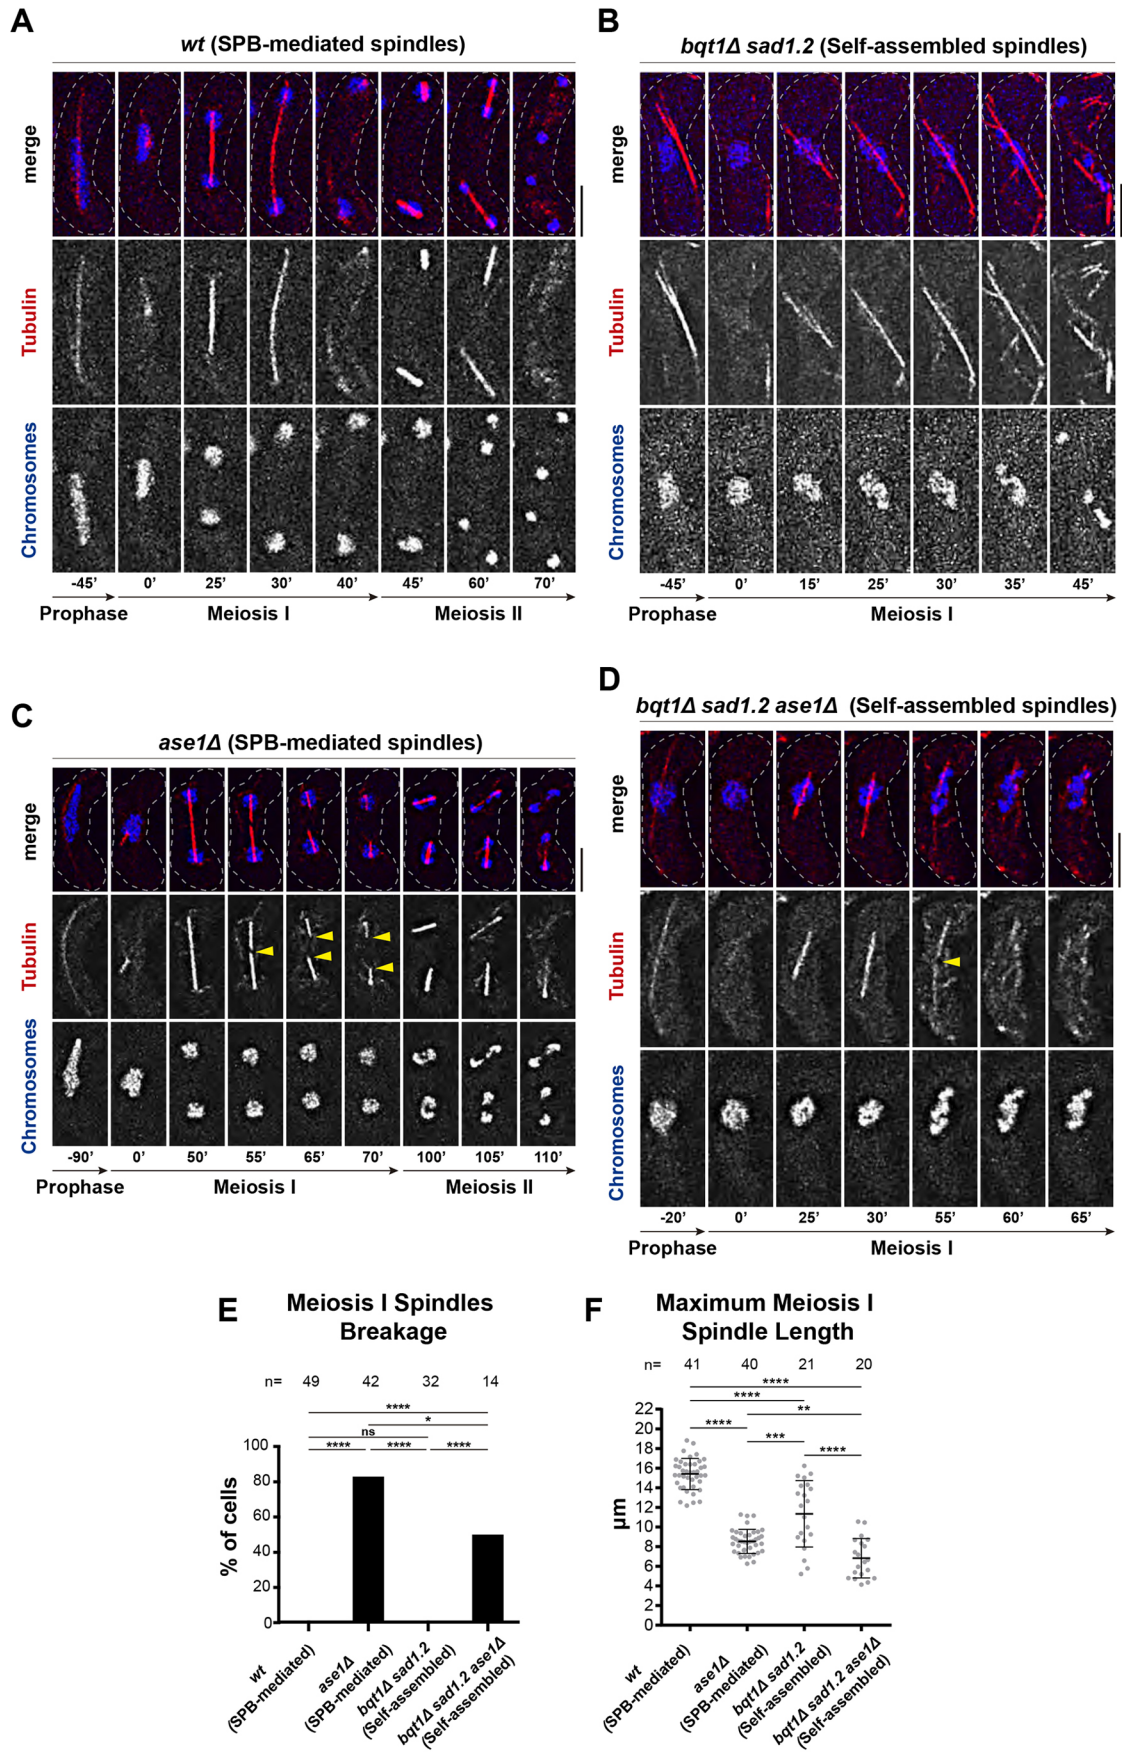 A
wt (SPB-mediated spindles)
merge
Tubulin
Chromosomes
-45’ 0’ 25’ 30’ 40’ 45’ 60’ 70’
Prophase Meiosis I Meiosis II
B
bqt1Δ sad1.2 (Self-assembled spindles)
merge
Tubulin
Chromosomes
-45’ 0’ 15’ 25’ 30’ 35’ 45’
Prophase Meiosis I
C
ase1Δ (SPB-mediated spindles)
merge
Tubulin
Chromosomes
-90’ 0’ 50’ 55’ 65’ 70’ 100’ 105’ 110’
Prophase Meiosis I Meiosis II
D
bqt1Δ sad1.2 ase1Δ (Self-assembled spindles)
merge
Tubulin
Chromosomes
-20’ 0’ 25’ 30’ 55’ 60’ 65’
Prophase Meiosis I
E
Meiosis I Spindles
Breakage
n= 49 42 32 14
****
*
ns
**** **** ****
% of cells
100
80
60
40
20
0
wt
(SPB-mediated)
ase1Δ
(SPB-mediated)
bqt1Δ sad1.2
(Self-assembled)
bqt1Δ sad1.2 ase1Δ
(Self-assembled)
F
Maximum Meiosis I
Spindle Length
n= 41 40 21 20
****
****
**
****
***
****
µm
22
20
18
16
14
12
10
8
6
4
2
0
wt
(SPB-mediated)
ase1Δ
(SPB-mediated)
bqt1Δ sad1.2
(Self-assembled)
bqt1Δ sad1.2 ase1Δ
(Self-assembled)